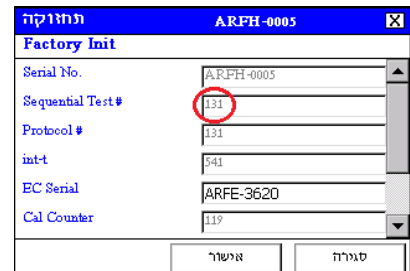 תחזוקה ARFH-0005 X
Factory Init
Serial No. ARFH-0005
Sequential Test# 131
Protocol # 131
int-t 541
EC Serial ARFE-3620
Cal Counter 119
אישור סגירה